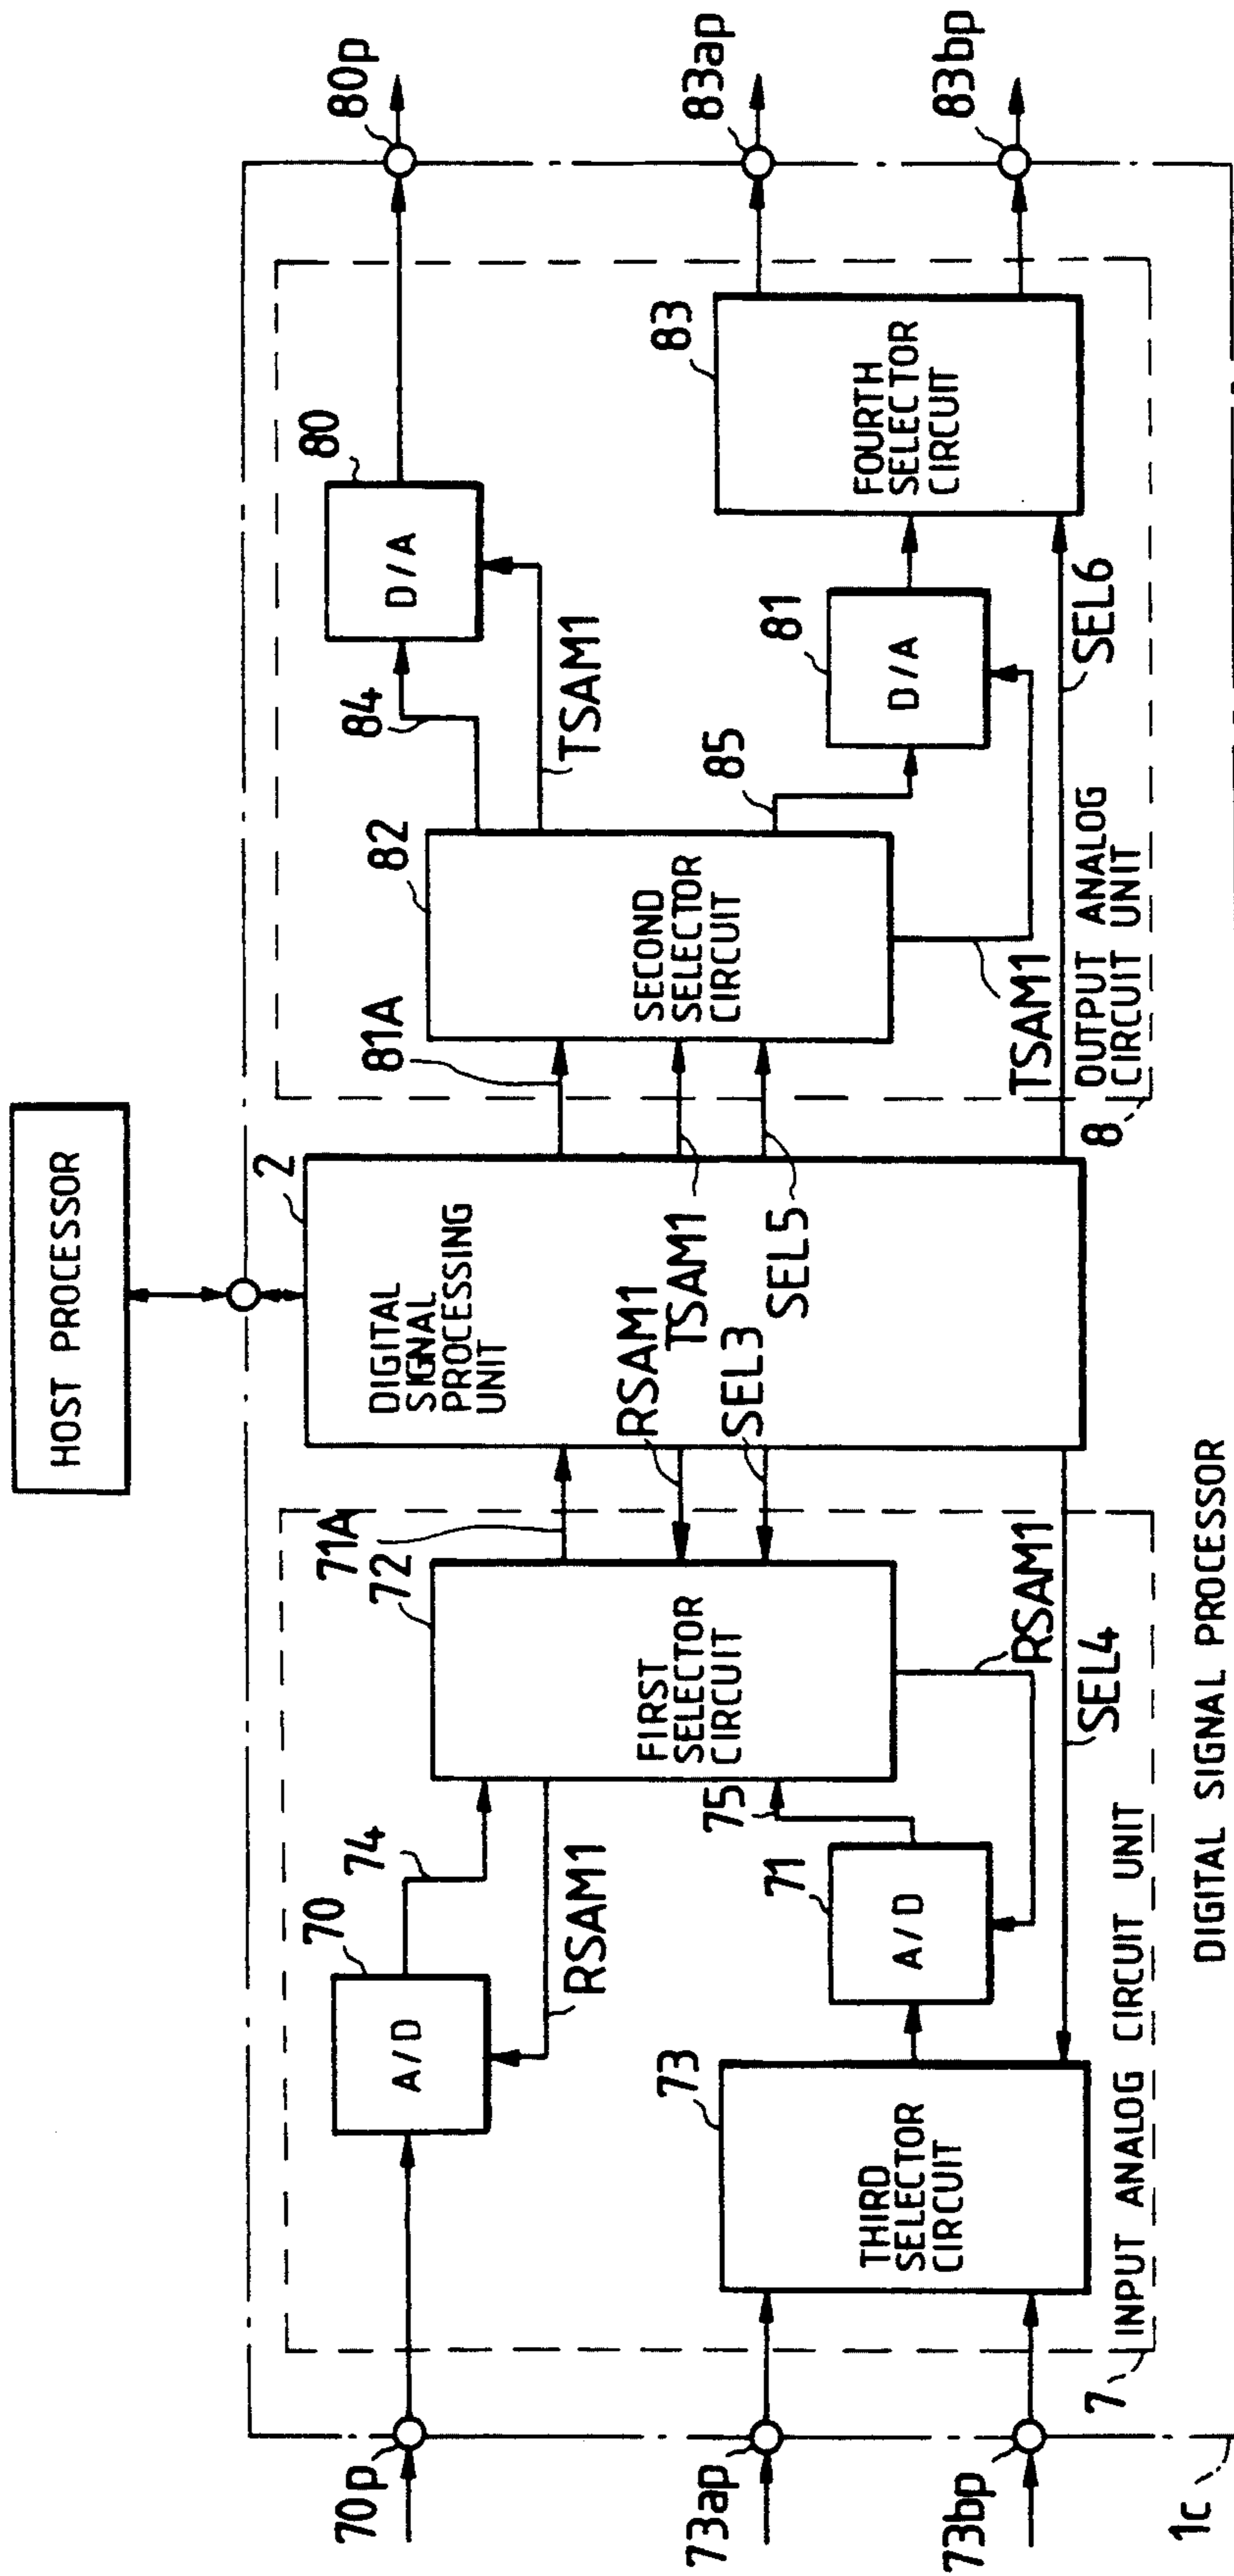 HOST PROCESSOR
2
DIGITAL
SIGNAL
PROCESSING
UNIT
70p
70
A/D
74
RSAM1
71A
72
FIRST
SELECTOR
CIRCUIT
75
71
A/D
RSAM1
SEL4
73
THIRD
SELECTOR
CIRCUIT
73ap
73bp
7
INPUT ANALOG CIRCUIT UNIT
1c
DIGITAL SIGNAL PROCESSOR
RSAM1
TSAM1
SEL3
SEL5
81A
82
SECOND
SELECTOR
CIRCUIT
84
80
D/A
TSAM1
80p
85
81
D/A
TSAM1
SEL6
83
FOURTH
SELECTOR
CIRCUIT
83ap
83bp
8
OUTPUT ANALOG
CIRCUIT UNIT